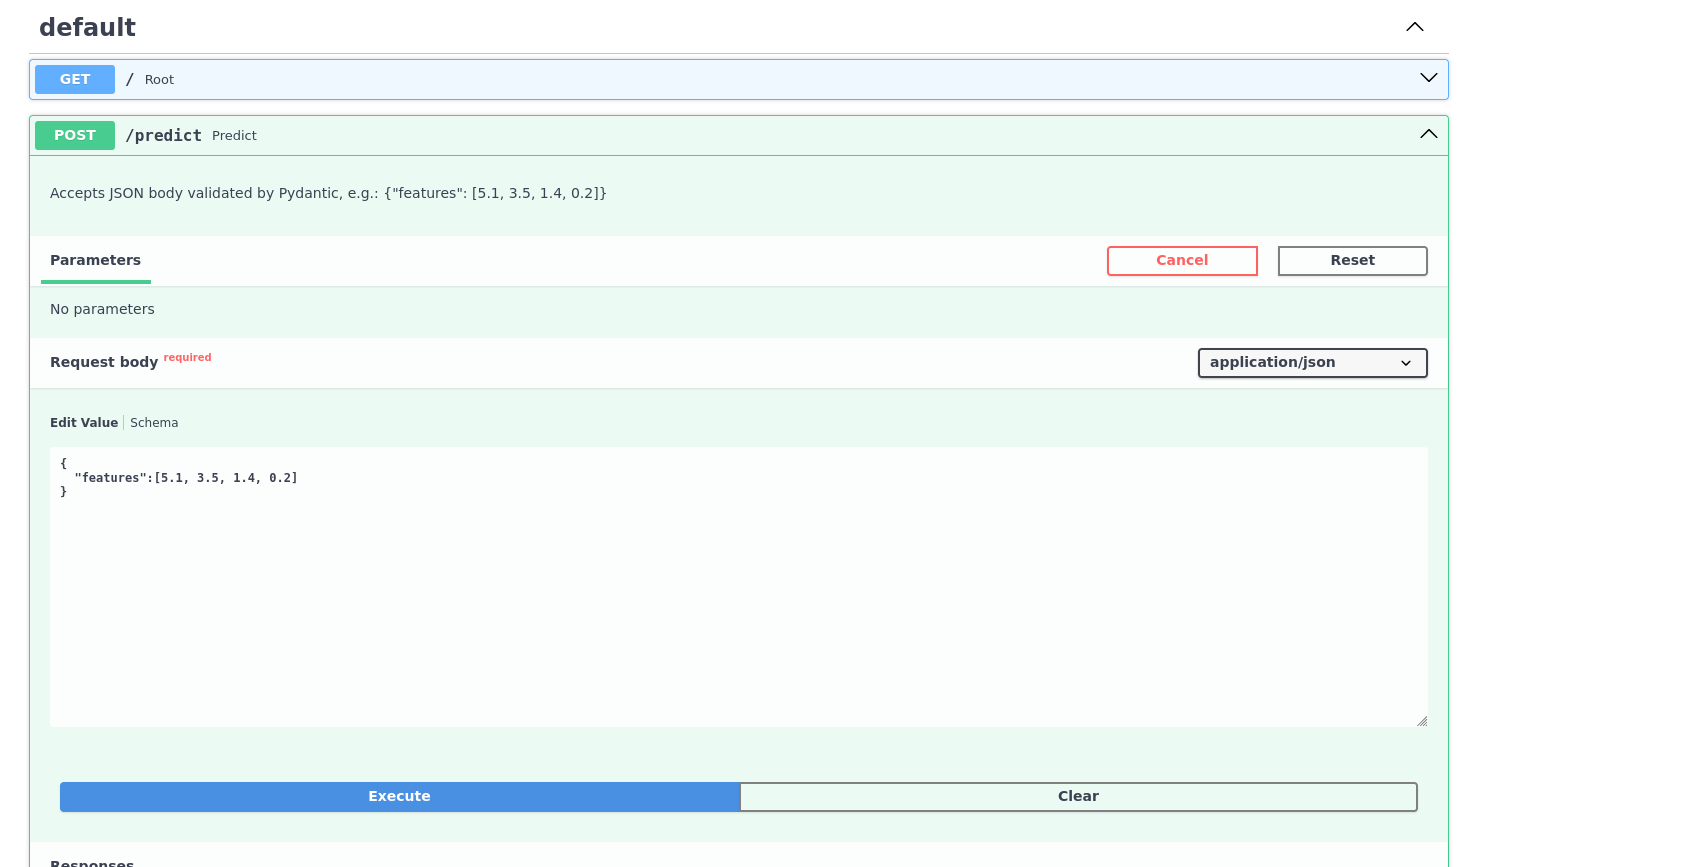 default
GET / Root
POST /predict Predict
Accepts JSON body validated by Pydantic, e.g.: {"features": [5.1, 3.5, 1.4, 0.2]}
Parameters Cancel Reset
No parameters
Request body required application/json
Edit Value Schema
{
  "features":[5.1, 3.5, 1.4, 0.2]
}
Execute Clear
Responses